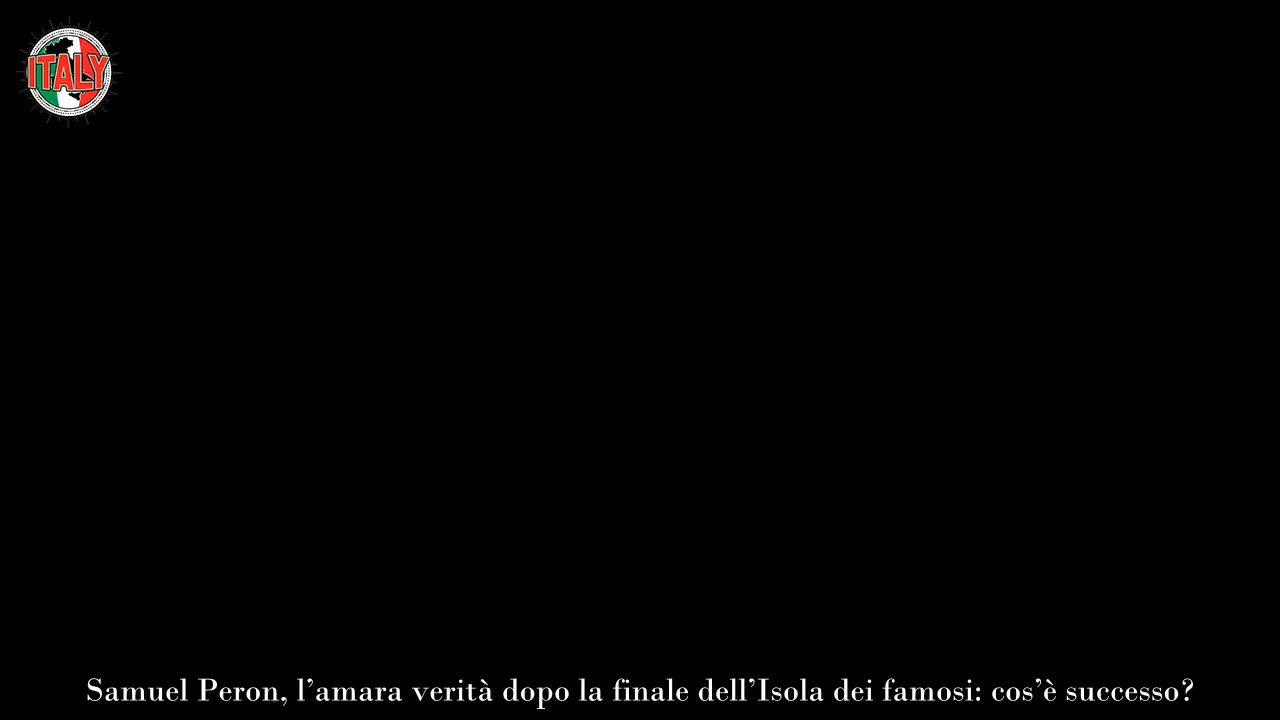 ITALY
Samuel Peron, l’amara verità dopo la finale dell’Isola dei famosi: cos’è successo?